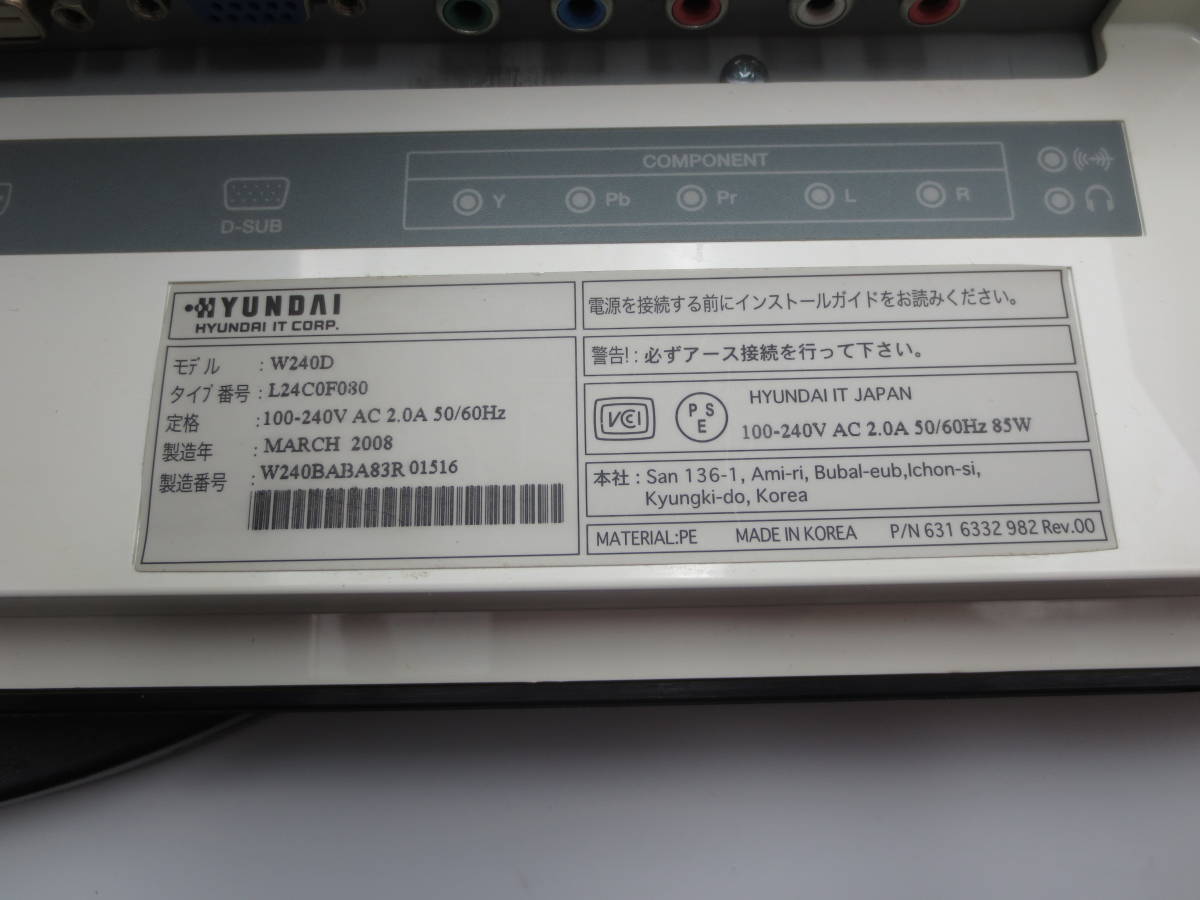 COMPONENT
Y Pb Pr L R
D-SUB
HYUNDAI
HYUNDAI IT CORP.
モデル : W240D
タイプ番号 : L24C0F080
定格 : 100-240V AC 2.0A 50/60Hz
製造年 : MARCH 2008
製造番号 : W240BABA83R 01516
電源を接続する前にインストールガイドをお読みください。
警告! : 必ずアース接続を行って下さい。
VCCI
PSE
HYUNDAI IT JAPAN
100-240V AC 2.0A 50/60Hz 85W
本社 : San 136-1, Ami-ri, Bubal-eub,Ichon-si,
Kyungki-do, Korea
MATERIAL:PE MADE IN KOREA P/N 631 6332 982 Rev.00